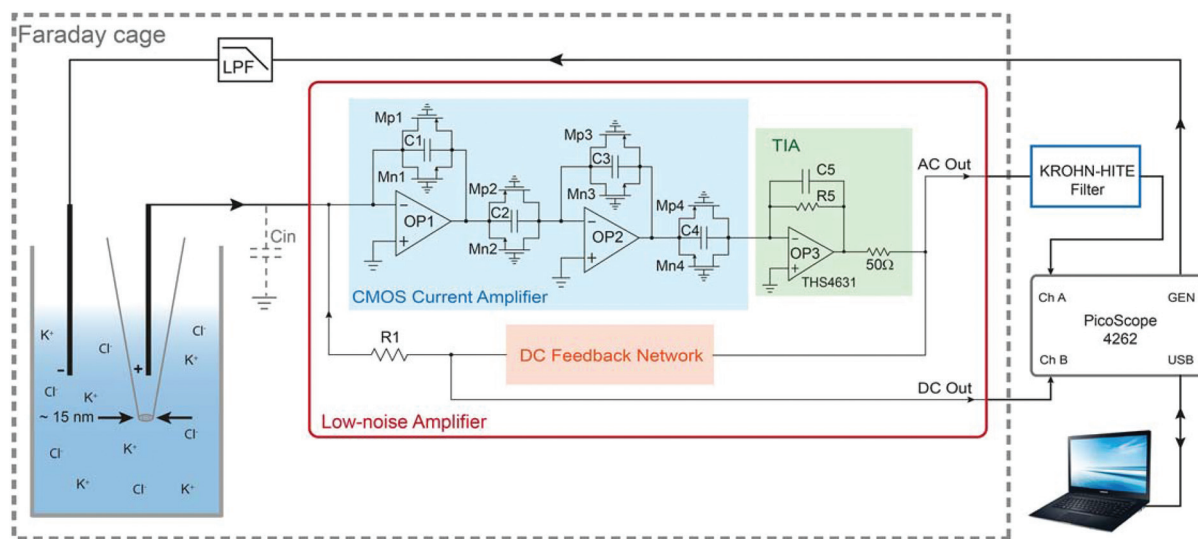 Faraday cage
LPF
Mp1
C1
Mn1
OP1
Mp2
C2
Mn2
Mp3
C3
Mn3
OP2
Mp4
C4
Mn4
CMOS Current Amplifier
TIA
C5
R5
OP3
THS4631
50Ω
AC Out
KROHN-HITE
Filter
Cin
R1
DC Feedback Network
DC Out
Low-noise Amplifier
Ch A
GEN
PicoScope
4262
Ch B
USB
K⁺
Cl⁻
K⁺
Cl⁻
Cl⁻
K⁺
- +
~ 15 nm
Cl⁻
K⁺
Cl⁻
K⁺
Cl⁻
K⁺